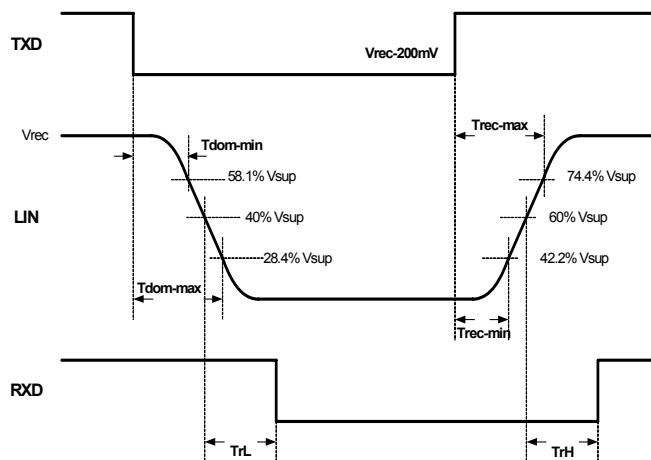 TXD
Vrec-200mV
Vrec
Tdom-min
Trec-max
58.1% Vsup
74.4% Vsup
LIN
40% Vsup
60% Vsup
28.4% Vsup
42.2% Vsup
Tdom-max
Trec-min
RXD
TrL
TrH